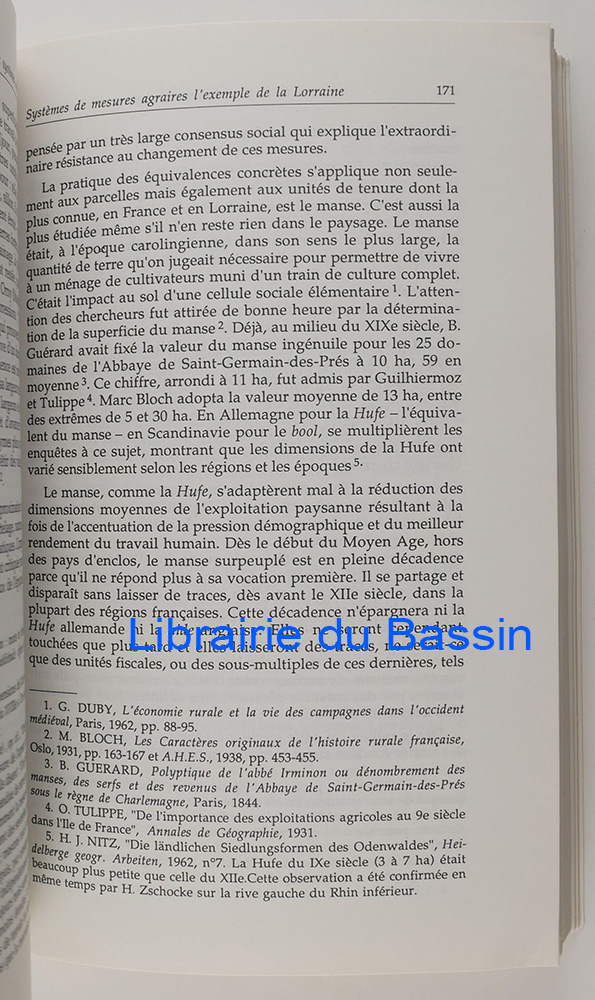 Systèmes de mesures agraires l'exemple de la Lorraine 171
pensée par un très large consensus social qui explique l'extraordi-
naire résistance au changement de ces mesures.
La pratique des équivalences concrètes s'applique non seule-
ment aux parcelles mais également aux unités de tenure dont la
plus connue, en France et en Lorraine, est le manse. C'est aussi la
plus étudiée même s'il n'en reste rien dans le paysage. Le manse
était, à l'époque carolingienne, dans son sens le plus large, la
quantité de terre qu'on jugeait nécessaire pour permettre de vivre
à un ménage de cultivateurs muni d'un train de culture complet.
C'était l'impact au sol d'une cellule sociale élémentaire 1. L'atten-
tion des chercheurs fut attirée de bonne heure par la détermina-
tion de la superficie du manse 2. Déjà, au milieu du XIXe siècle, B.
Guérard avait fixé la valeur du manse ingénuile pour les 25 do-
maines de l'Abbaye de Saint-Germain-des-Prés à 10 ha, 59 en
moyenne 3. Ce chiffre, arrondi à 11 ha, fut admis par Guilhiermoz
et Tulippe 4. Marc Bloch adopta la valeur moyenne de 13 ha, entre
des extrêmes de 5 et 30 ha. En Allemagne pour la Hufe – l'équiva-
lent du manse – en Scandinavie pour le bool, se multiplièrent les
enquêtes à ce sujet, montrant que les dimensions de la Hufe ont
varié sensiblement selon les régions et les époques 5.
Le manse, comme la Hufe, s'adaptèrent mal à la réduction des
dimensions moyennes de l'exploitation paysanne résultant à la
fois de l'accentuation de la pression démographique et du meilleur
rendement du travail humain. Dès le début du Moyen Age, hors
des pays d'enclos, le manse surpeuplé est en pleine décadence
parce qu'il ne répond plus à sa vocation première. Il se partage et
disparaît sans laisser de traces, dès avant le XIIe siècle, dans la
plupart des régions françaises. Cette décadence n'épargnera ni la
Hufe allemande ni la anglaise. Elles ne seront
Librairie du Bassin
touchées que plus tard et elles laisseront des traces, ne serait-ce
que des unités fiscales, ou des sous-multiples de ces dernières, tels
1. G. DUBY, L'économie rurale et la vie des campagnes dans l'occident
médiéval, Paris, 1962, pp. 88-95.
2. M. BLOCH, Les Caractères originaux de l'histoire rurale française,
Oslo, 1931, pp. 163-167 et A.H.E.S., 1938, pp. 453-455.
3. B. GUERARD, Polyptique de l'abbé Irminon ou dénombrement des
manses, des serfs et des revenus de l'Abbaye de Saint-Germain-des-Prés
sous le règne de Charlemagne, Paris, 1844.
4. O. TULIPPE, "De l'importance des exploitations agricoles au 9e siècle
dans l'Ile de France", Annales de Géographie, 1931.
5. H. J. NITZ, "Die ländlichen Siedlungsformen des Odenwaldes", Hei-
delberge geogr. Arbeiten, 1962, n°7. La Hufe du IXe siècle (3 à 7 ha) était
beaucoup plus petite que celle du XIIe.Cette observation a été confirmée en
même temps par H. Zschocke sur la rive gauche du Rhin inférieur.